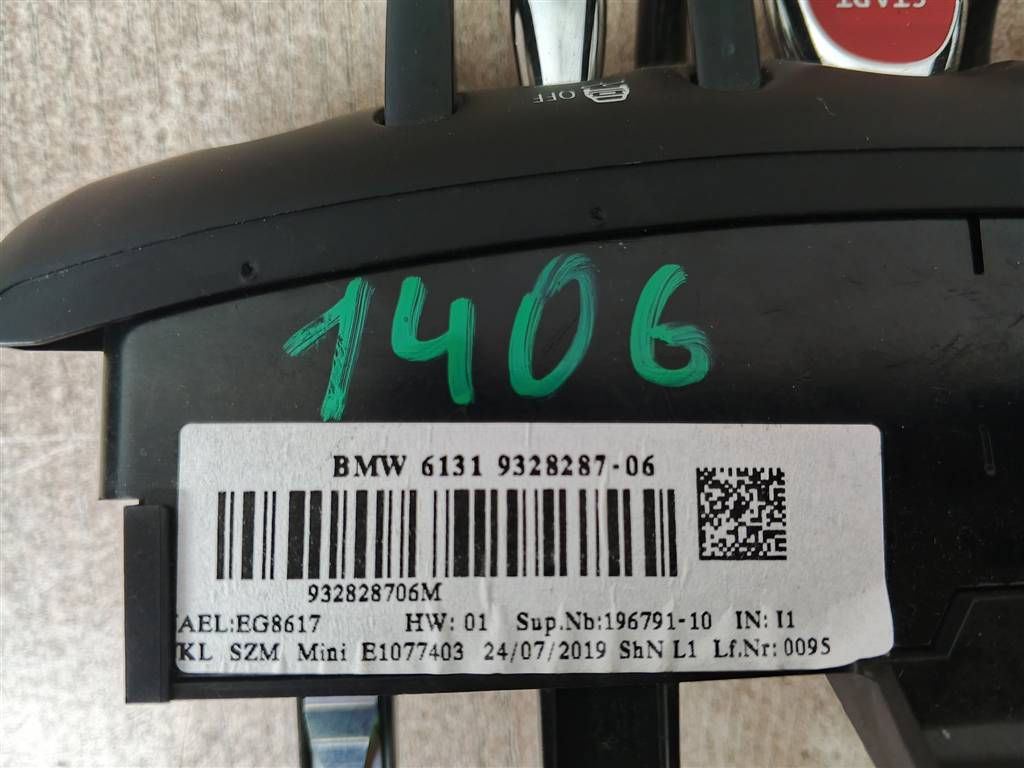 START
OFF
1406
BMW 6131 9328287-06
932828706M
AEL:EG8617 HW: 01 Sup.Nb:196791-10 IN: I1
KL SZM Mini E1077403 24/07/2019 ShN L1 Lf.Nr: 0095